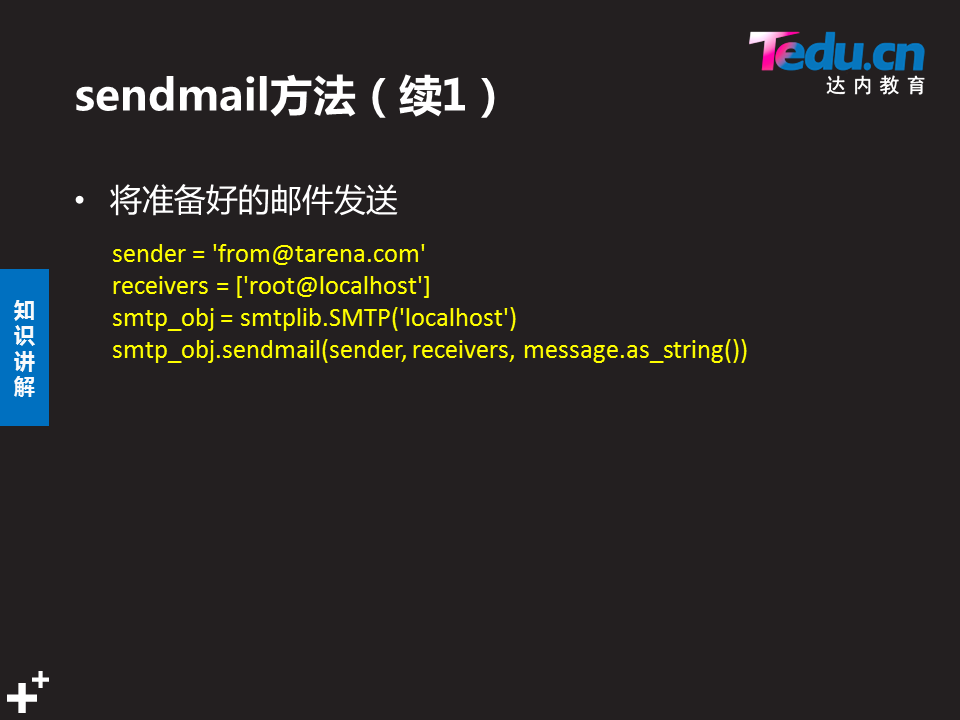 Tedu.cn
达内教育
sendmail方法（续1）
• 将准备好的邮件发送
sender = 'from@tarena.com'
receivers = ['root@localhost']
smtp_obj = smtplib.SMTP('localhost')
smtp_obj.sendmail(sender, receivers, message.as_string())
知
识
讲
解